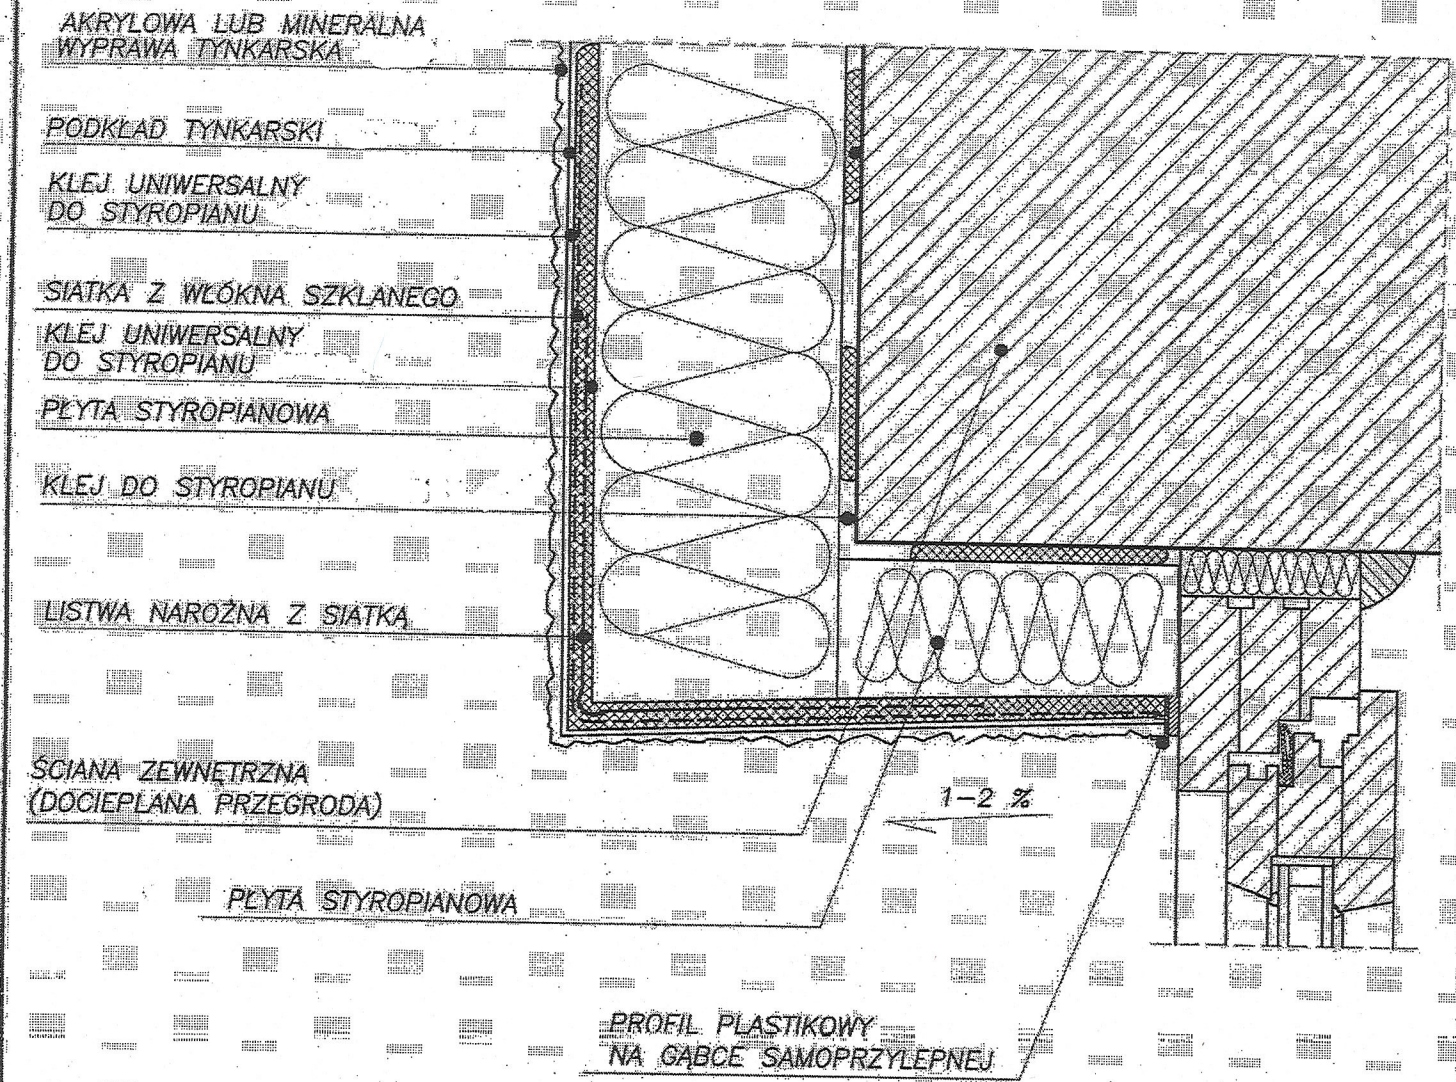 AKRYLOWA LUB MINERALNA
WYPRAWA TYNKARSKA
PODKŁAD TYNKARSKI
KLEJ UNIWERSALNY
DO STYROPIANU
SIATKA Z WŁÓKNA SZKLANEGO
KLEJ UNIWERSALNY
DO STYROPIANU
PŁYTA STYROPIANOWA
KLEJ DO STYROPIANU
LISTWA NAROŻNA Z SIATKĄ
ŚCIANA ZEWNĘTRZNA
(DOCIEPLANA PRZEGRODA)
1-2 %
PŁYTA STYROPIANOWA
PROFIL PLASTIKOWY
NA GĄBCE SAMOPRZYLEPNEJ